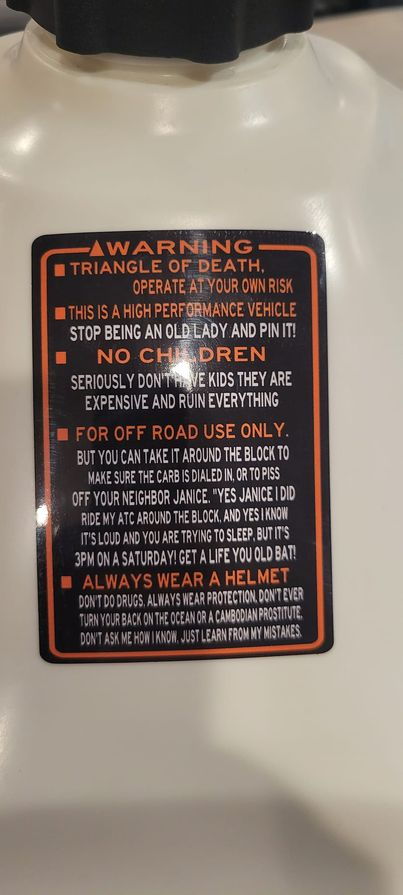 WARNING
TRIANGLE OF DEATH,
OPERATE AT YOUR OWN RISK
THIS IS A HIGH PERFORMANCE VEHICLE
STOP BEING AN OLD LADY AND PIN IT!
NO CHILDREN
SERIOUSLY DON'T HAVE KIDS THEY ARE
EXPENSIVE AND RUIN EVERYTHING
FOR OFF ROAD USE ONLY.
BUT YOU CAN TAKE IT AROUND THE BLOCK TO
MAKE SURE THE CARB IS DIALED IN, OR TO PISS
OFF YOUR NEIGHBOR JANICE. "YES JANICE I DID
RIDE MY ATC AROUND THE BLOCK, AND YES I KNOW
IT'S LOUD AND YOU ARE TRYING TO SLEEP, BUT IT'S
3PM ON A SATURDAY! GET A LIFE YOU OLD BAT!
ALWAYS WEAR A HELMET
DON'T DO DRUGS, ALWAYS WEAR PROTECTION, DON'T EVER
TURN YOUR BACK ON THE OCEAN OR A CAMBODIAN PROSTITUTE.
DON'T ASK ME HOW I KNOW, JUST LEARN FROM MY MISTAKES.